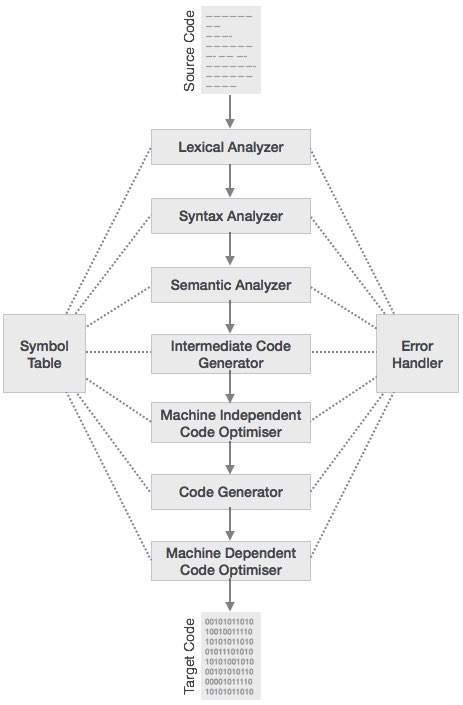 Source Code
Lexical Analyzer
Syntax Analyzer
Semantic Analyzer
Symbol
Table
Intermediate Code
Generator
Error
Handler
Machine Independent
Code Optimiser
Code Generator
Machine Dependent
Code Optimiser
Target Code
00101011010
10010011110
10101011010
01011101010
10101001010
00101010110
00001011110
10101011010